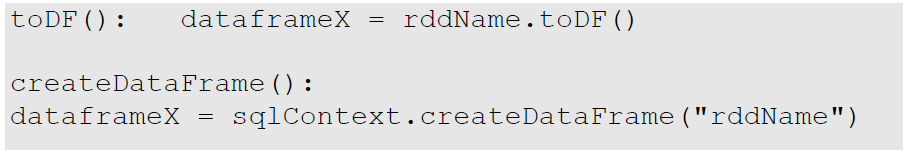 toDF():   dataframeX = rddName.toDF()
createDataFrame():
dataframeX = sqlContext.createDataFrame("rddName")